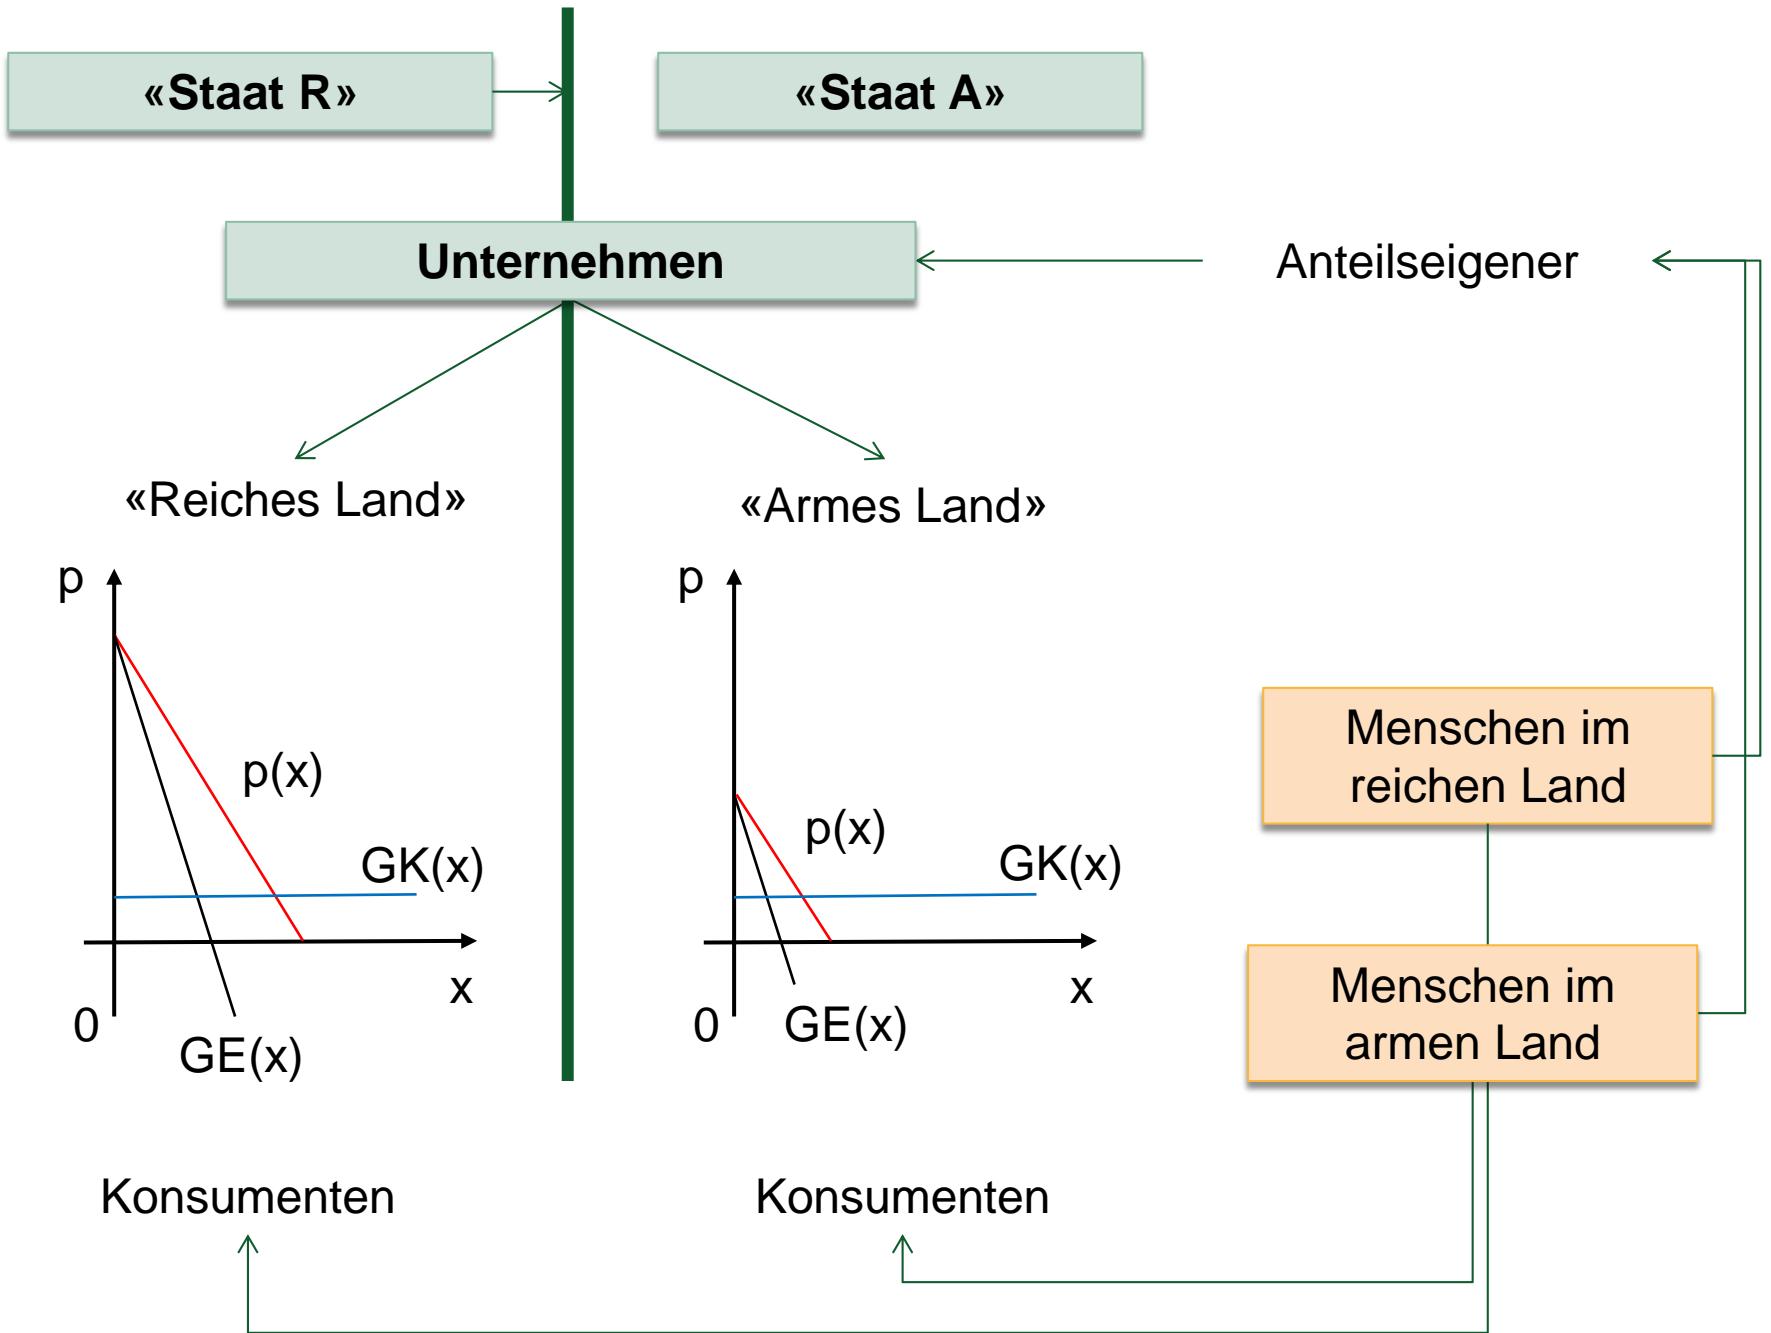 «Staat R»
«Staat A»
Unternehmen
Anteilseigener
«Reiches Land»
«Armes Land»
p
p(x)
GK(x)
x
0
GE(x)
p
p(x)
GK(x)
x
0
GE(x)
Menschen im
reichen Land
Menschen im
armen Land
Konsumenten
Konsumenten